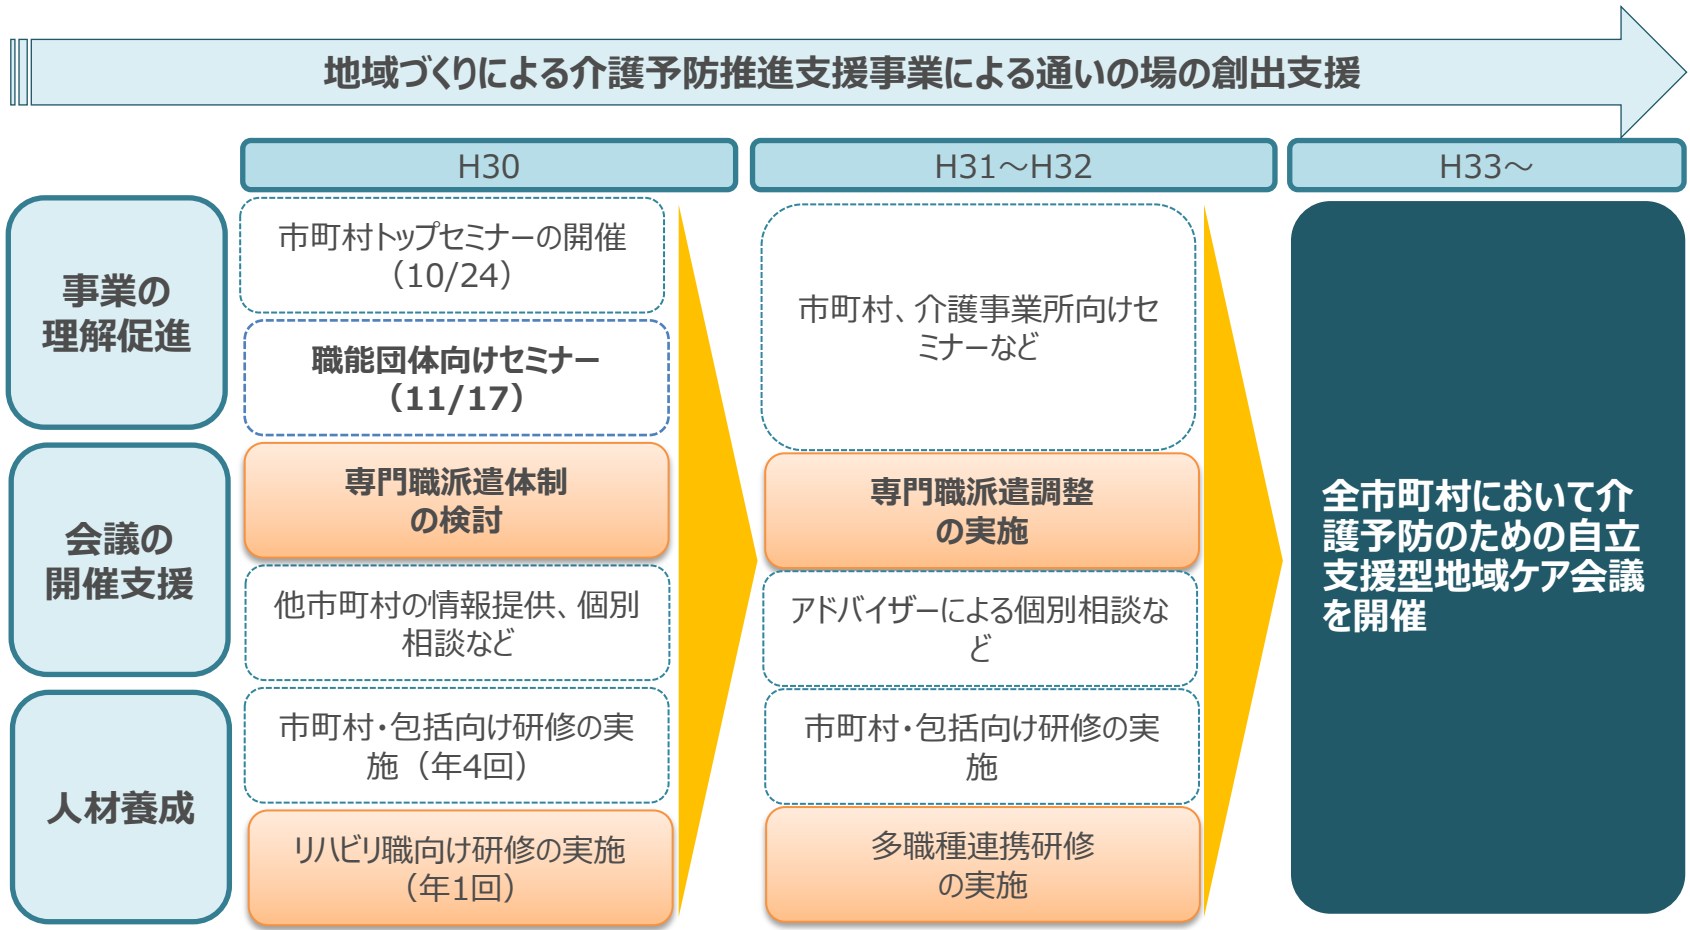 地域づくりによる介護予防推進支援事業による通いの場の創出支援
H30
H31～H32
H33～
事業の
理解促進
市町村トップセミナーの開催
（10/24）
職能団体向けセミナー
（11/17）
市町村、介護事業所向けセ
ミナーなど
会議の
開催支援
専門職派遣体制
の検討
他市町村の情報提供、個別
相談など
専門職派遣調整
の実施
アドバイザーによる個別相談な
ど
人材養成
市町村・包括向け研修の実
施（年4回）
リハビリ職向け研修の実施
（年1回）
市町村・包括向け研修の実
施
多職種連携研修
の実施
全市町村において介
護予防のための自立
支援型地域ケア会議
を開催